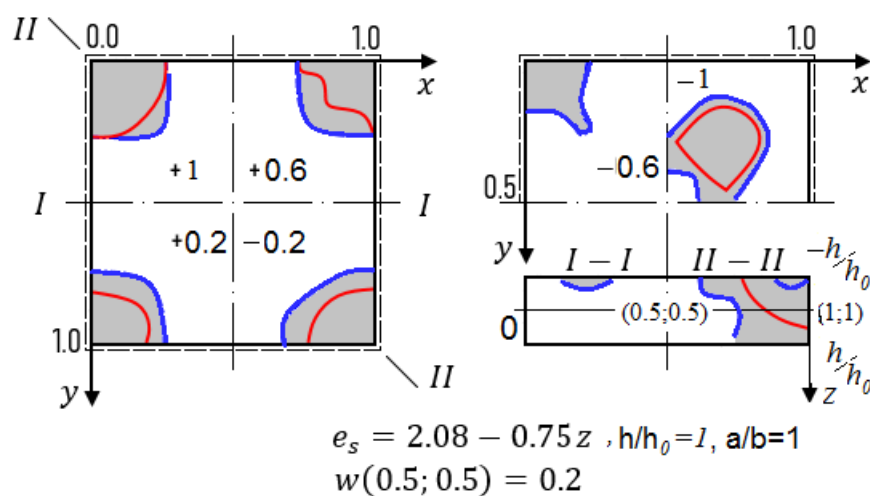 II
0.0
1.0
x
+1
+0.6
I
I
+0.2
−0.2
1.0
y
II
1.0
x
−1
−0.6
0.5
y
I − I
II − II
−h/h₀
0
(0.5;0.5)
(1;1)
h/h₀
z
eₛ = 2.08 − 0.75z , h/h₀=1, a/b=1
w(0.5; 0.5) = 0.2